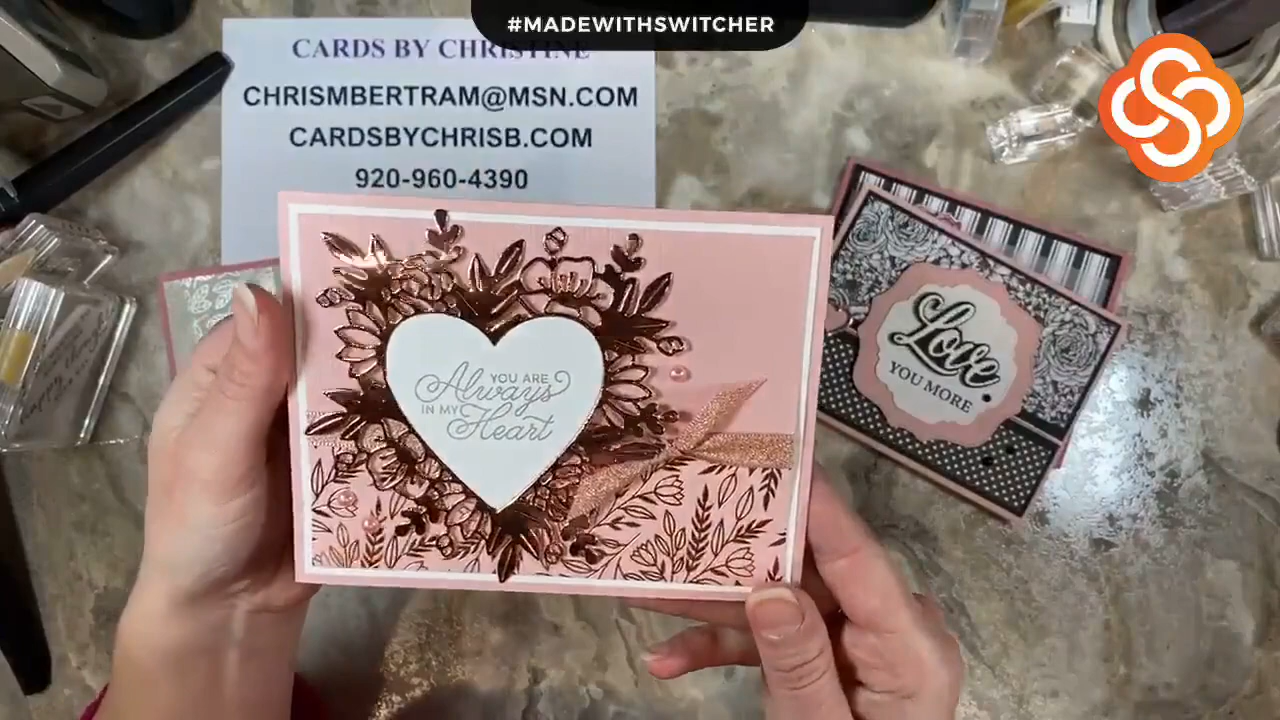 #MADEWITHSWITCHER
CARDS BY CHRISTINE
CHRISMBERTRAM@MSN.COM
CARDSBYCHRISB.COM
920-960-4390
YOU ARE
Always
IN MY
Heart
Love
YOU MORE
happy